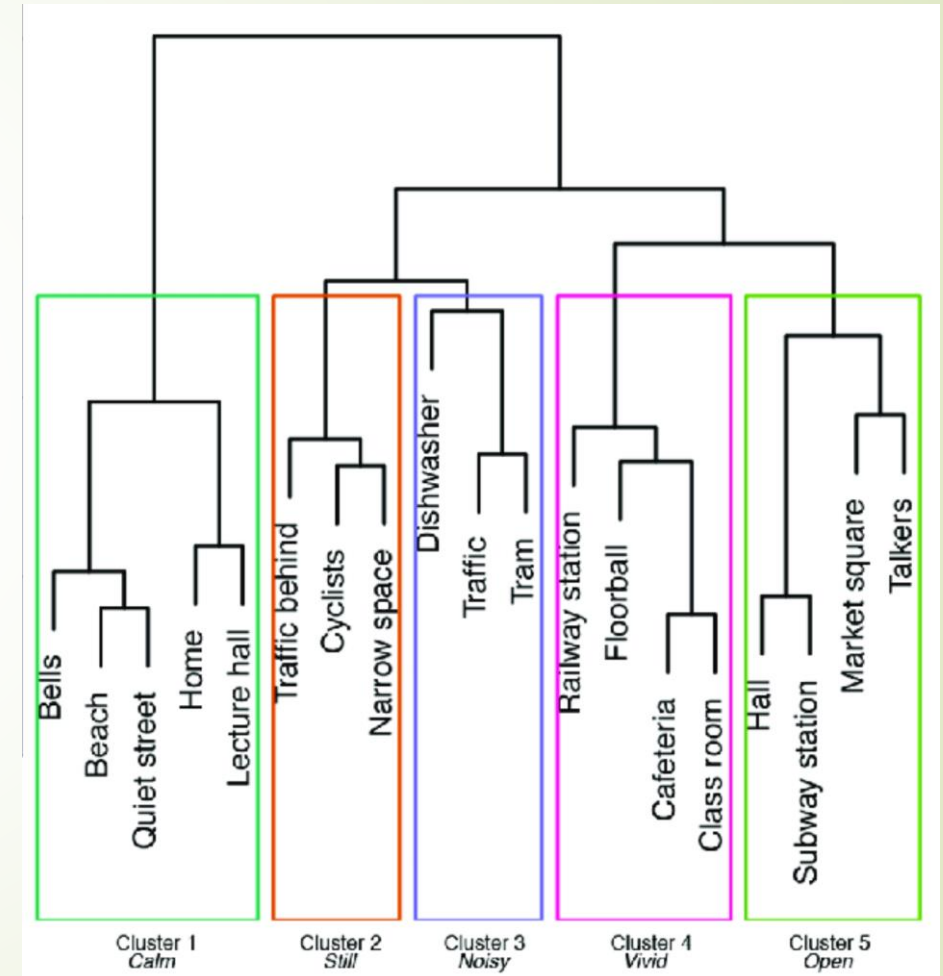 Bells
Beach
Quiet street
Home
Lecture hall
Traffic behind
Cyclists
Narrow space
Dishwasher
Traffic
Tram
Railway station
Floorball
Cafeteria
Class room
Hall
Subway station
Market square
Talkers
Cluster 1
Calm
Cluster 2
Still
Cluster 3
Noisy
Cluster 4
Vivid
Cluster 5
Open